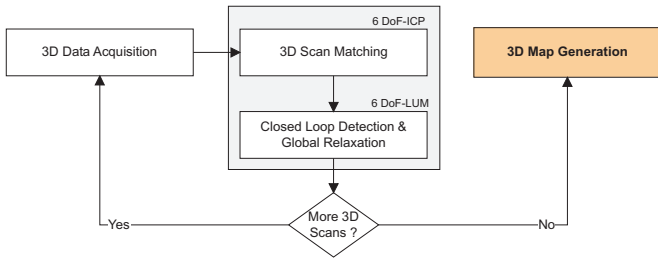 6 DoF-ICP
3D Data Acquisition
3D Scan Matching
3D Map Generation
6 DoF-LUM
Closed Loop Detection &
Global Relaxation
More 3D
Scans ?
Yes
No